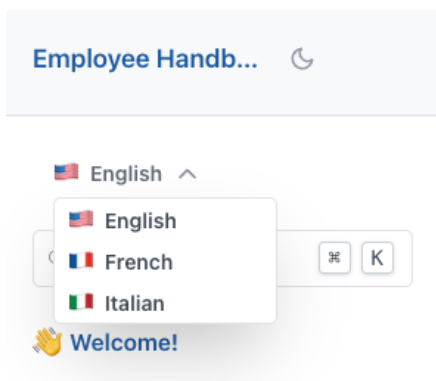 Employee Handb...
English
English
French
Italian
⌘ K
Welcome!